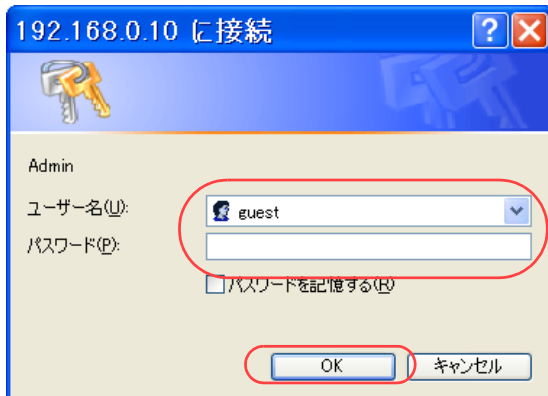 192.168.0.10 に接続
Admin
ユーザー名(U):
guest
パスワード(P):
パスワードを記憶する(R)
OK
キャンセル